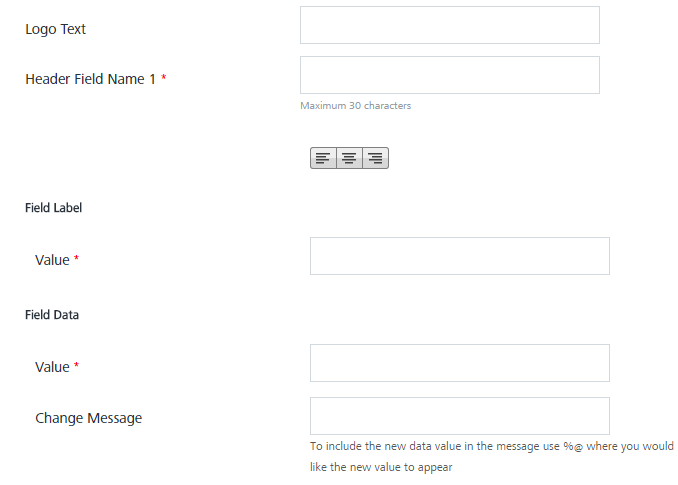 Logo Text
Header Field Name 1 *
Maximum 30 characters
Field Label
Value *
Field Data
Value *
Change Message
To include the new data value in the message use %@ where you would
like the new value to appear